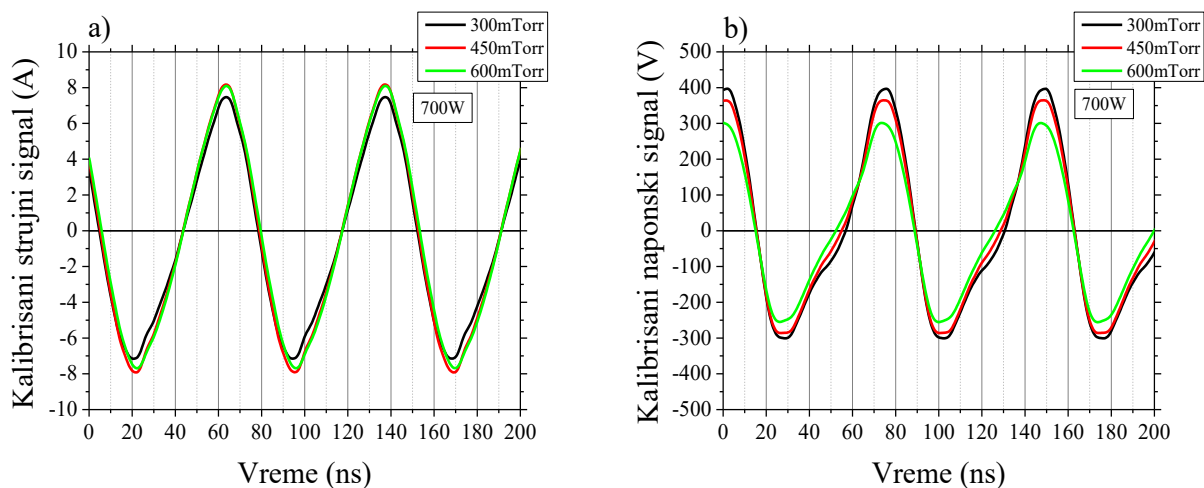 a)
300mTorr
450mTorr
600mTorr
700W
Kalibrisani strujni signal (A)
10
8
6
4
2
0
-2
-4
-6
-8
-10
0 20 40 60 80 100 120 140 160 180 200
Vreme (ns)
b)
300mTorr
450mTorr
600mTorr
700W
Kalibrisani naponski signal (V)
500
400
300
200
100
0
-100
-200
-300
-400
-500
0 20 40 60 80 100 120 140 160 180 200
Vreme (ns)